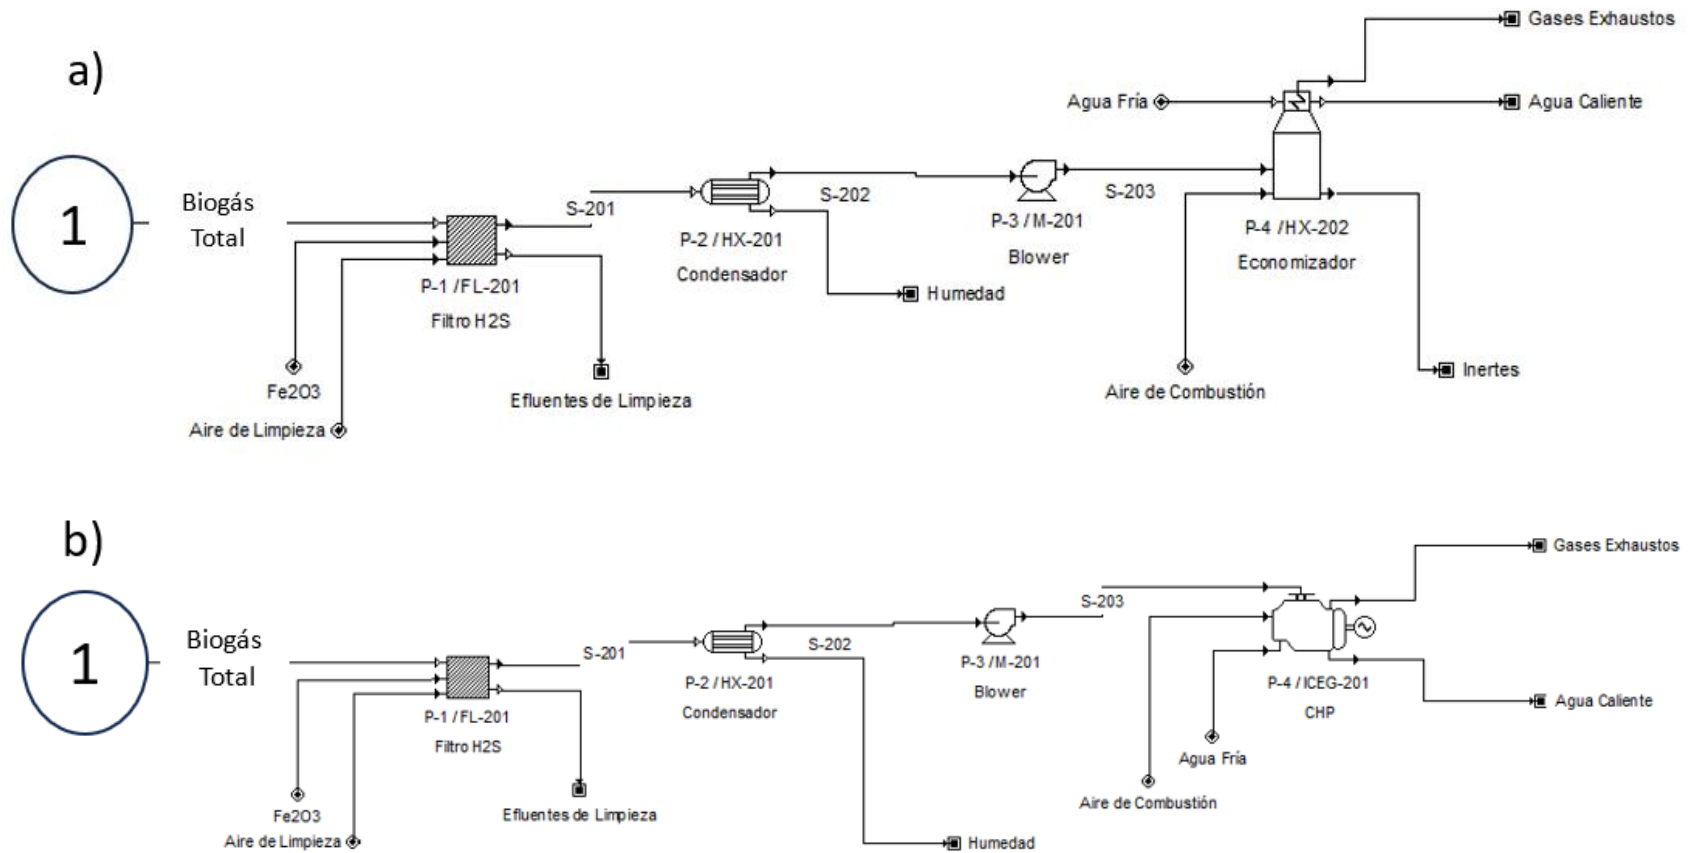 a)
Gases Exhaustos
Agua Fría
Agua Caliente
1
Biogás
Total
S-201
S-202
S-203
P-1 /FL-201
Filtro H2S
P-2 /HX-201
Condensador
P-3 /M-201
Blower
P-4 /HX-202
Economizador
Humedad
Fe2O3
Aire de Limpieza
Efluentes de Limpieza
Aire de Combustión
Inertes
b)
Gases Exhaustos
1
Biogás
Total
S-201
S-202
S-203
P-1 /FL-201
Filtro H2S
P-2 /HX-201
Condensador
P-3 /M-201
Blower
P-4 /ICEG-201
CHP
Agua Caliente
Agua Fría
Aire de Combustión
Fe2O3
Aire de Limpieza
Efluentes de Limpieza
Humedad